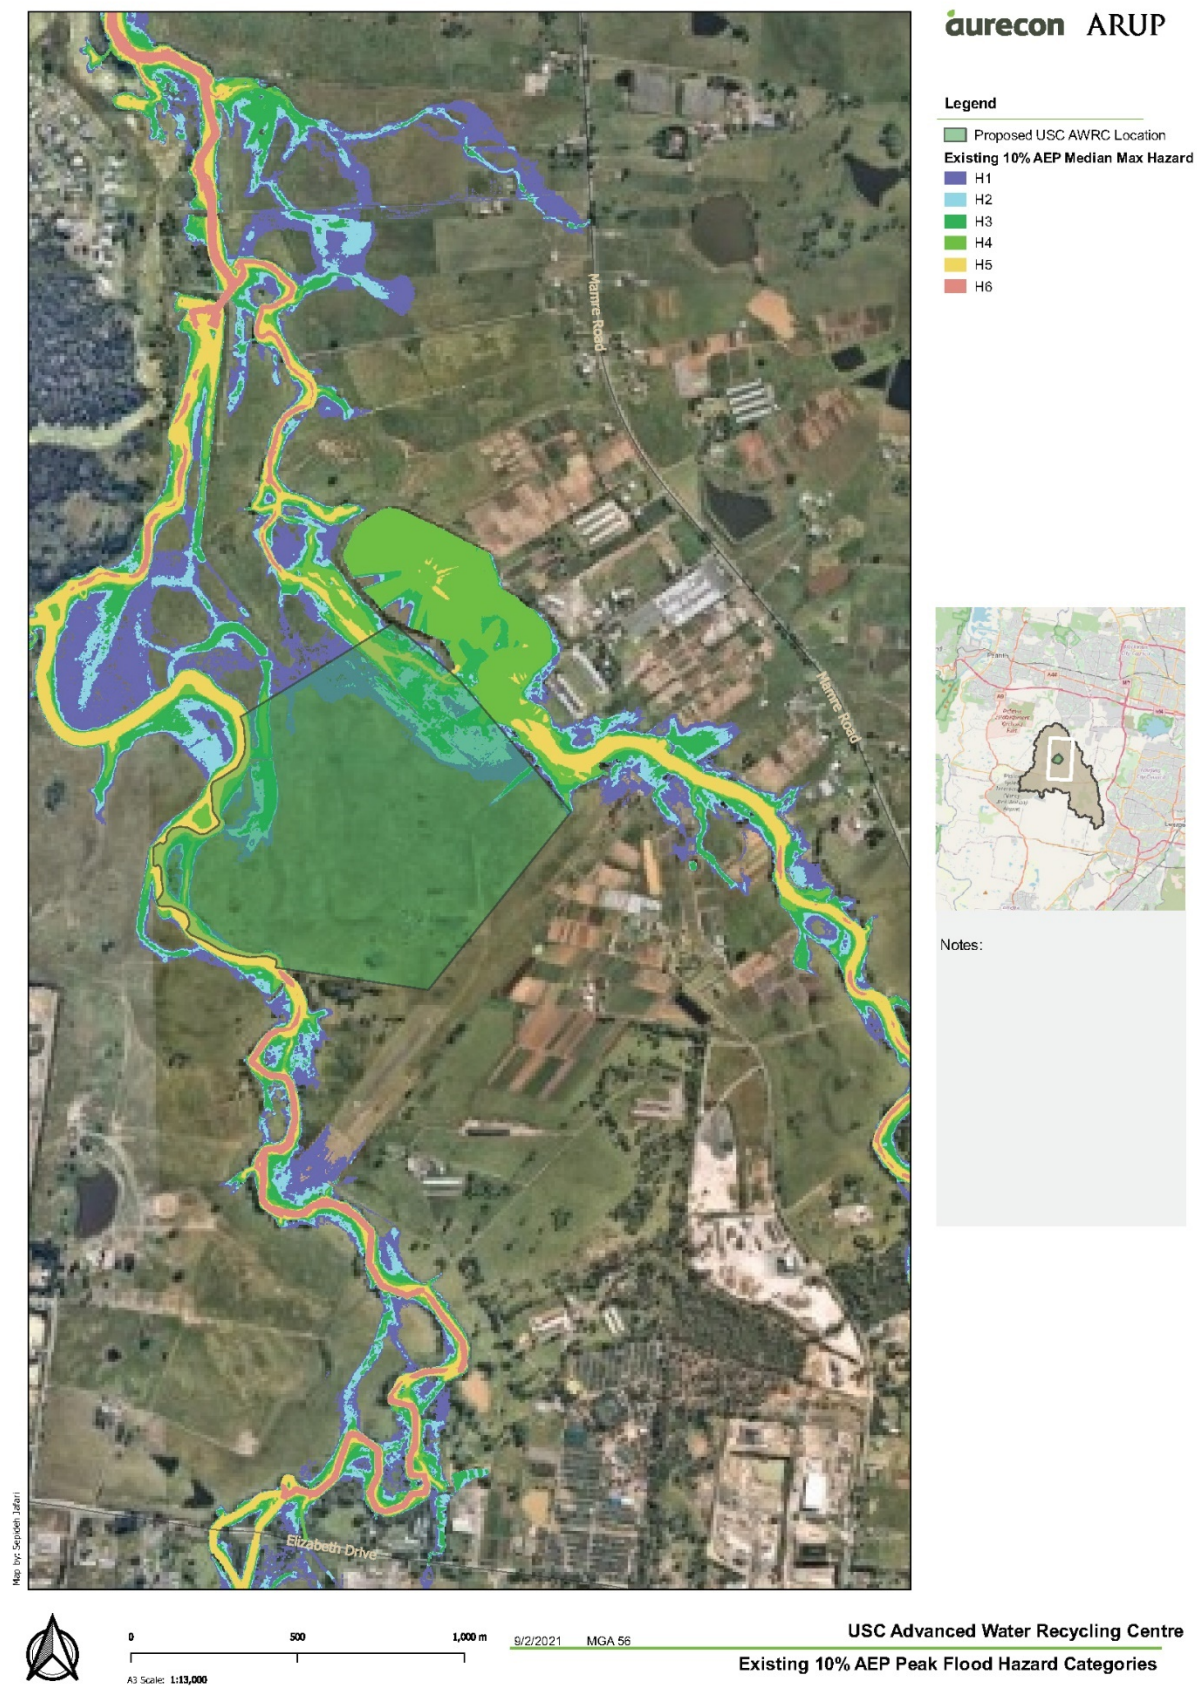 aurecon ARUP
Legend
Proposed USC AWRC Location
Existing 10% AEP Median Max Hazard
H1
H2
H3
H4
H5
H6
Mamre Road
Mamre Road
Notes:
Elizabeth Drive
Map by: Sepideh Jafari
0 500 1,000 m
A3 Scale: 1:13,000
9/2/2021 MGA 56
USC Advanced Water Recycling Centre
Existing 10% AEP Peak Flood Hazard Categories